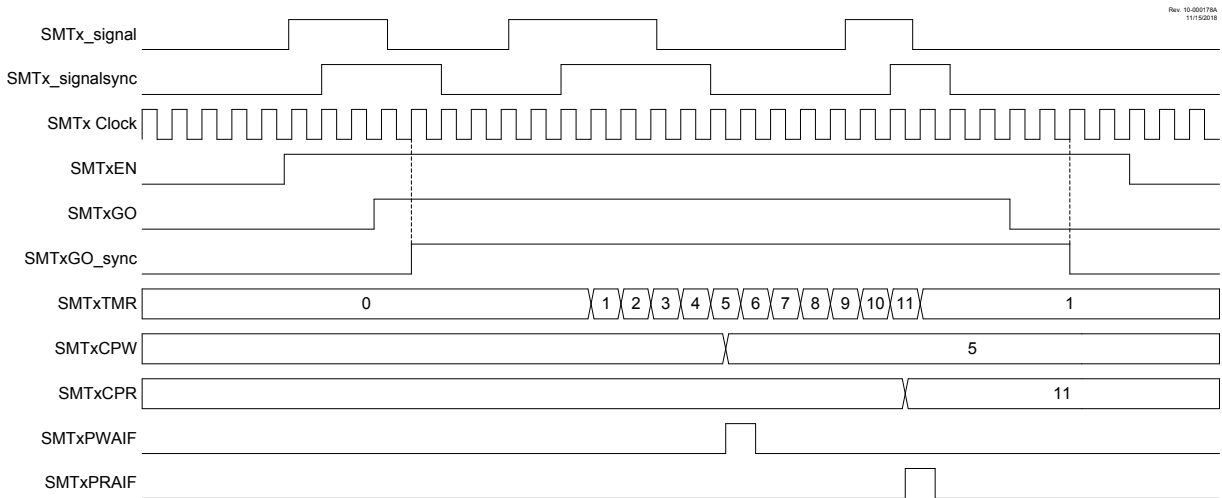 Rev. 10-000178A
11/15/2018
SMTx_signal
SMTx_signalsync
SMTx Clock
SMTxEN
SMTxGO
SMTxGO_sync
SMTxTMR 0 1 2 3 4 5 6 7 8 9 10 11 1
SMTxCPW 5
SMTxCPR 11
SMTxPWAIF
SMTxPRAIF